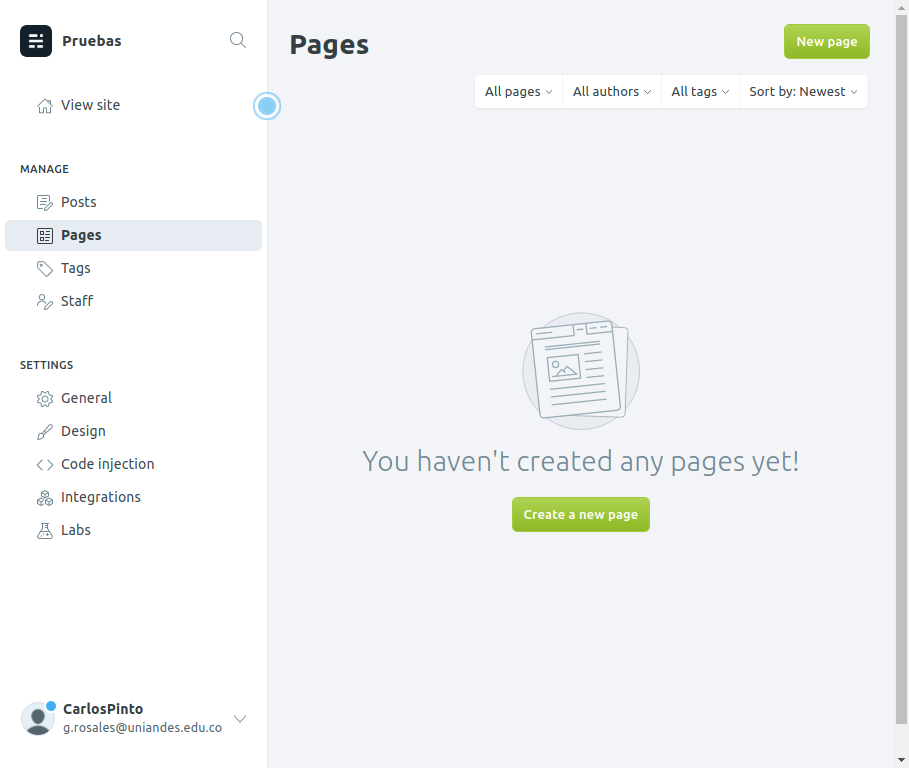 Pruebas
View site
MANAGE
Posts
Pages
Tags
Staff
SETTINGS
General
Design
Code injection
Integrations
Labs
CarlosPinto
g.rosales@uniandes.edu.co
Pages
New page
All pages
All authors
All tags
Sort by: Newest
You haven't created any pages yet!
Create a new page